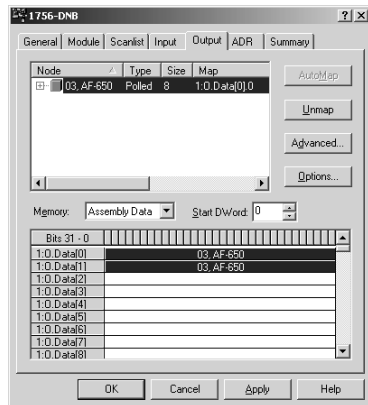 1756-DNB
General Module Scanlist Input Output ADR Summary
Node Type Size Map
03, AF-650 Polled 8 1:O.Data[0].0
AutoMap
Unmap
Advanced...
Options...
Memory: Assembly Data Start DWord: 0
Bits 31 - 0
1:O.Data[0] 03, AF-650
1:O.Data[1] 03, AF-650
1:O.Data[2]
1:O.Data[3]
1:O.Data[4]
1:O.Data[5]
1:O.Data[6]
1:O.Data[7]
1:O.Data[8]
OK Cancel Apply Help